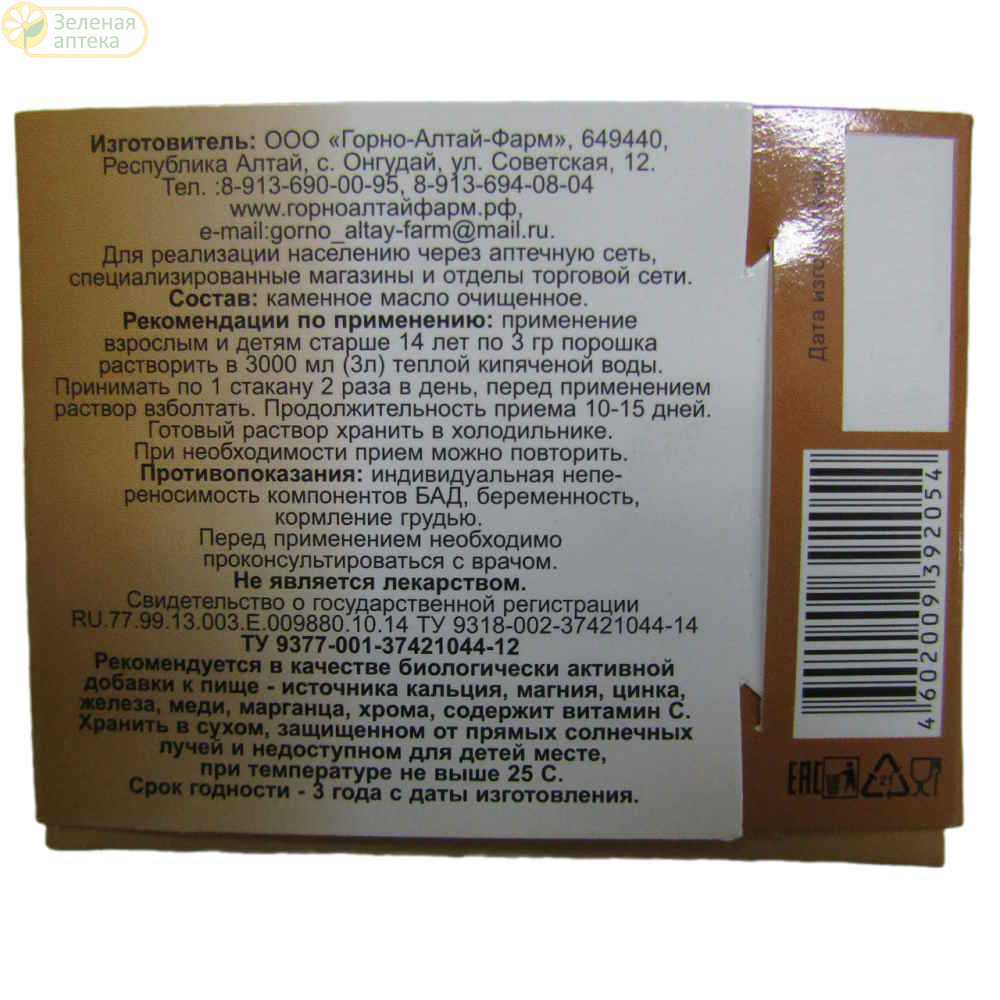 Зеленая
аптека
Изготовитель: ООО «Горно-Алтай-Фарм», 649440,
Республика Алтай, с. Онгудай, ул. Советская, 12.
Тел. :8-913-690-00-95, 8-913-694-08-04
www.горноалтайфарм.рф,
e-mail:gorno_altay-farm@mail.ru.
Для реализации населению через аптечную сеть,
специализированные магазины и отделы торговой сети.
Состав: каменное масло очищенное.
Рекомендации по применению: применение
взрослым и детям старше 14 лет по 3 гр порошка
растворить в 3000 мл (3л) теплой кипяченой воды.
Принимать по 1 стакану 2 раза в день, перед применением
раствор взболтать. Продолжительность приема 10-15 дней.
Готовый раствор хранить в холодильнике.
При необходимости прием можно повторить.
Противопоказания: индивидуальная непе-
реносимость компонентов БАД, беременность,
кормление грудью.
Перед применением необходимо
проконсультироваться с врачом.
Не является лекарством.
Свидетельство о государственной регистрации
RU.77.99.13.003.Е.009880.10.14 ТУ 9318-002-37421044-14
ТУ 9377-001-37421044-12
Рекомендуется в качестве биологически активной
добавки к пище - источника кальция, магния, цинка,
железа, меди, марганца, хрома, содержит витамин С.
Хранить в сухом, защищенном от прямых солнечных
лучей и недоступном для детей месте,
при температуре не выше 25 С.
Срок годности - 3 года с даты изготовления.
Дата
4 602009 392054
EAC
21